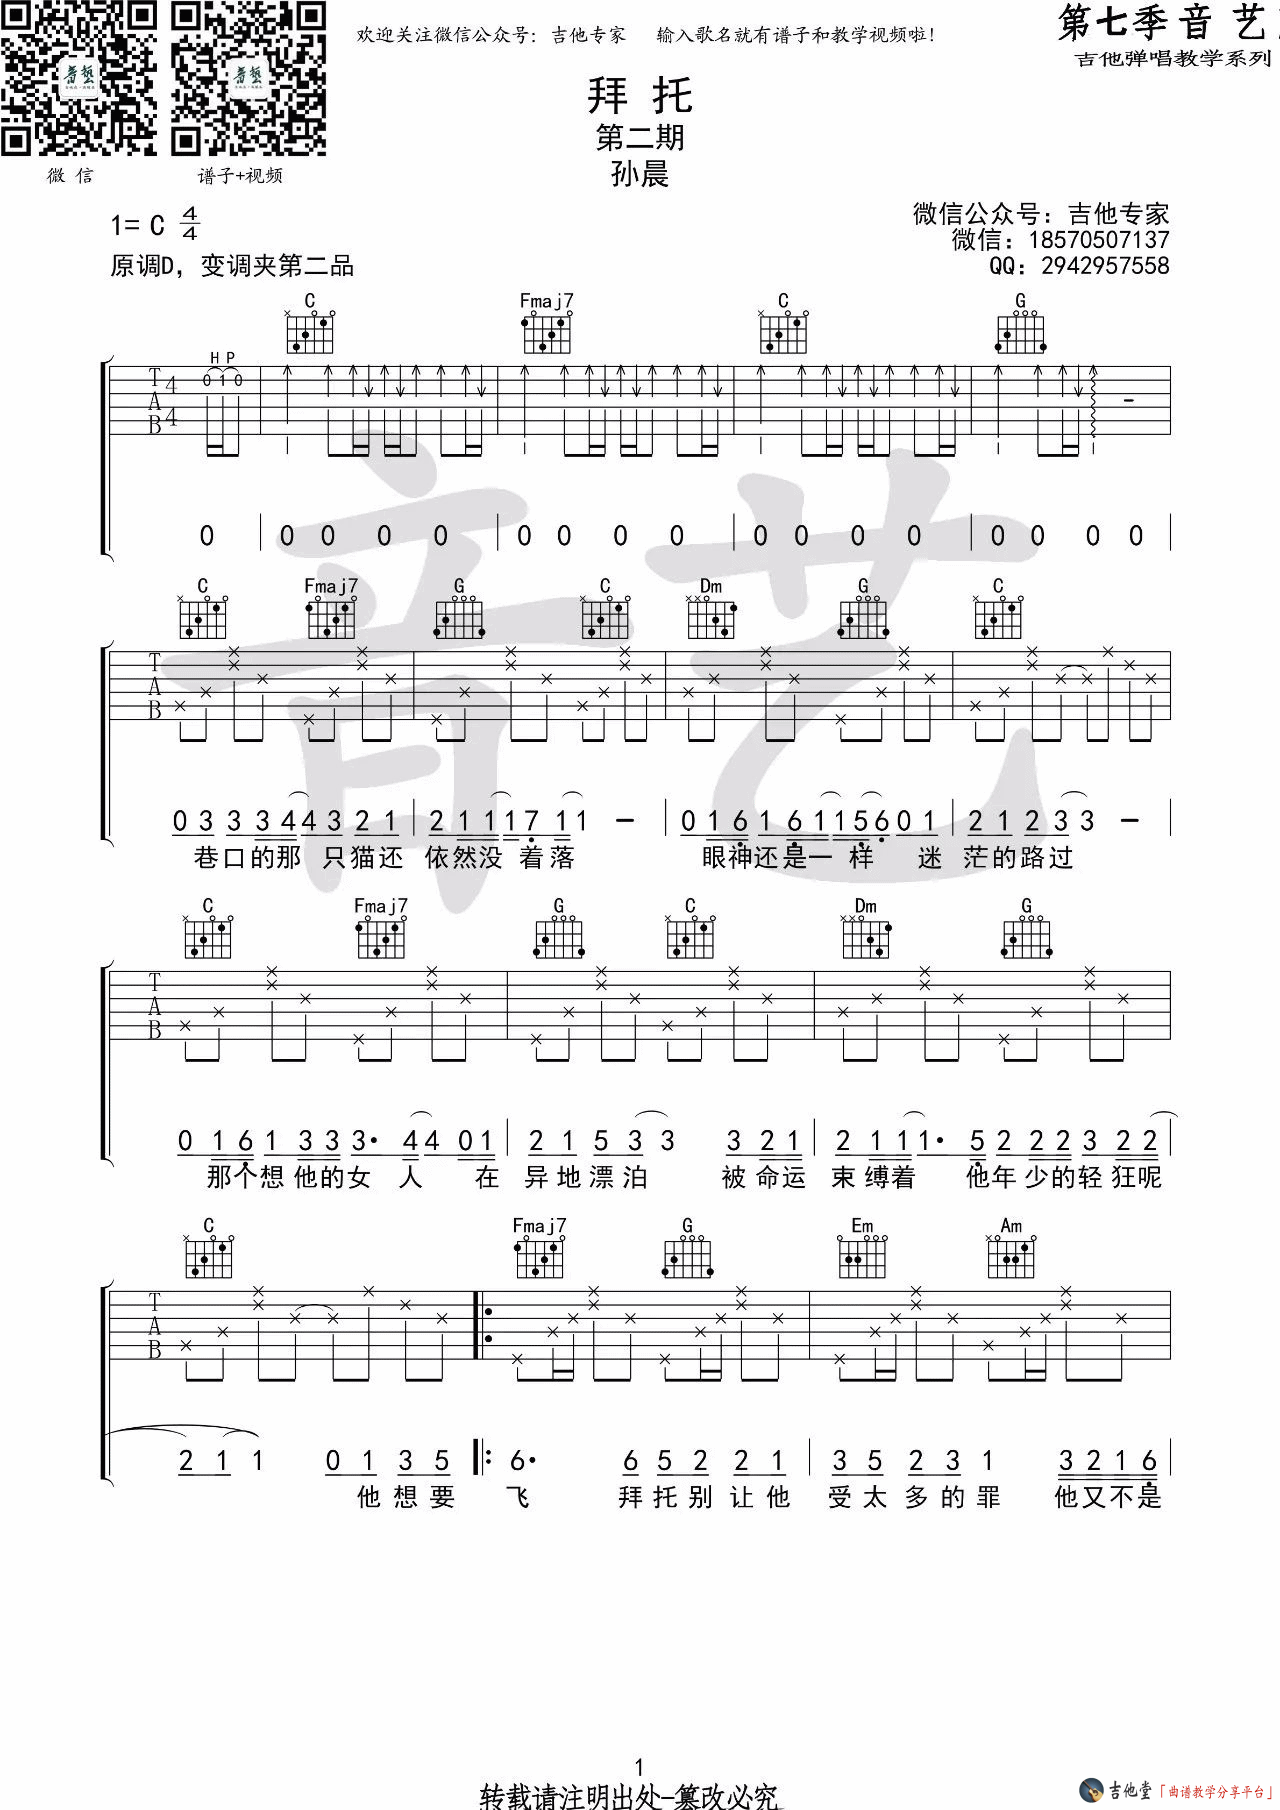 欢迎关注微信公众号：吉他专家 输入歌名就有谱子和教学视频啦！
第七季音艺
吉他弹唱教学系列
微信 谱子+视频
拜托
第二期
孙晨
1= C 4/4
原调D，变调夹第二品
微信公众号：吉他专家
微信：18570507137
QQ：2942957558
C Fmaj7 C G
H P
0 1 0
T A B 4 4
0 0 0 0 0 0 0 0 0 0 0 0 0 0 0 0 0
C Fmaj7 G C Dm G C
T A B
0 3 3 3 4 4 3 2 1 2 1 1 1 1 7 1 1 - 0 1 6 1 6 1 1 5 6 0 1 2 1 2 3 3 -
巷口的那 只猫还 依然没 着落 眼神还是一 样 迷 茫的路过
C Fmaj7 G C Dm G
T A B
0 1 6 1 3 3 3· 4 4 0 1 2 1 5 3 3 3 2 1 2 1 1 1· 5 2 2 2 3 2 2
那个想他的女 人 在 异地漂泊 被命运 束缚着 他年少的轻狂呢
C Fmaj7 G Em Am
T A B
2 1 1 0 1 3 5 6· 6 5 2 2 1 3 5 2 3 1 3 2 1 6
他想要 飞 拜托别让他 受太多的罪 他又不是
音艺
1
转载请注明出处-篡改必究
吉他堂「曲谱教学分享平台」